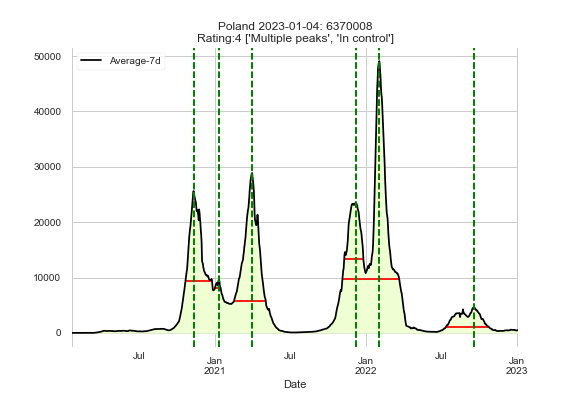 Poland 2023-01-04: 6370008
Rating:4 ['Multiple peaks', 'In control']
Average-7d
50000
40000
30000
20000
10000
0
Jul
Jan
2021
Jul
Jan
2022
Jul
Jan
2023
Date